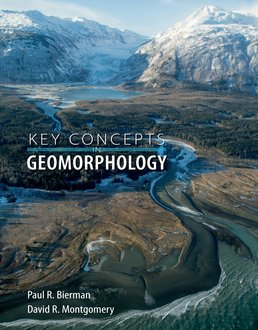 KEY CONCEPTS
IN
GEOMORPHOLOGY
Paul R. Bierman
David R. Montgomery